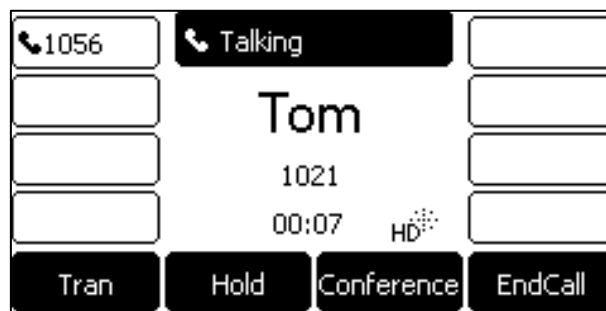 1056
Talking
Tom
1021
00:07
HD
Tran
Hold
Conference
EndCall